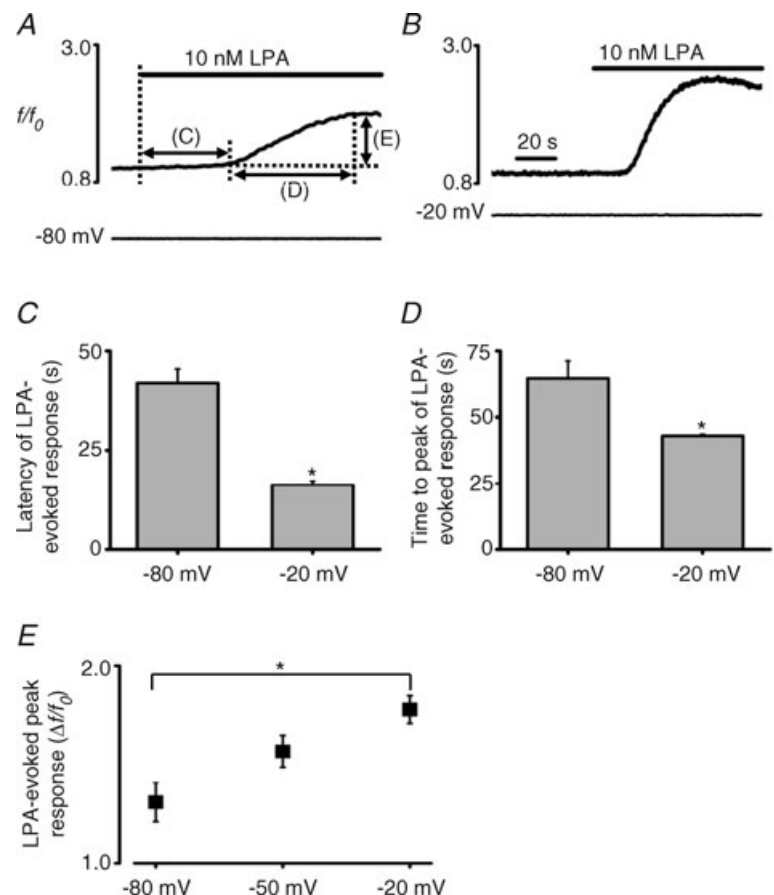 A
3.0
10 nM LPA
f/f0
(C)
(E)
(D)
0.8
-80 mV
B
3.0
10 nM LPA
20 s
0.8
-20 mV
C
Latency of LPA-
evoked response (s)
50
25
0
*
-80 mV
-20 mV
D
Time to peak of LPA-
evoked response (s)
75
50
25
0
*
-80 mV
-20 mV
E
LPA-evoked peak
response (Δf/f0)
2.0
1.0
*
-80 mV
-50 mV
-20 mV